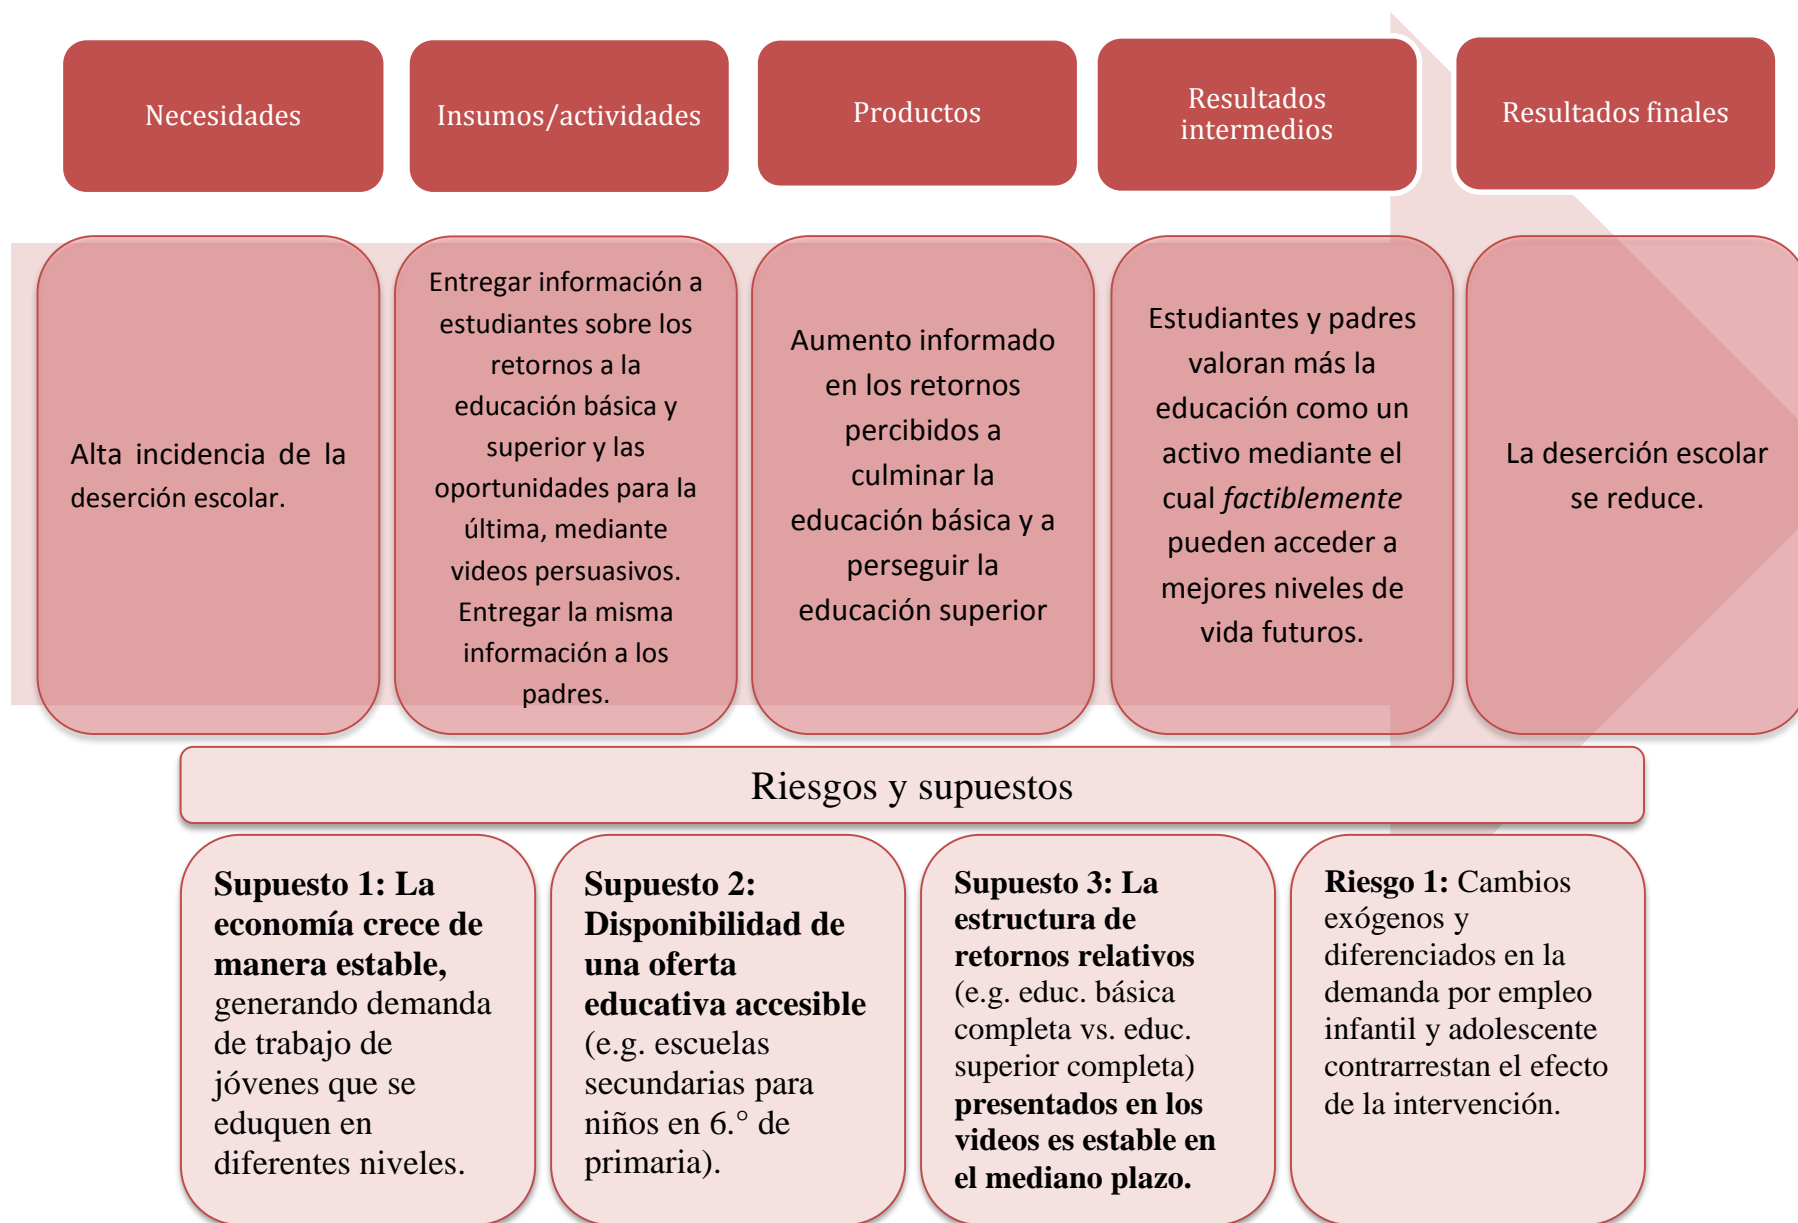 Necesidades
Insumos/actividades
Productos
Resultados
intermedios
Resultados finales
Alta incidencia de la
deserción escolar.
Entregar información a
estudiantes sobre los
retornos a la
educación básica y
superior y las
oportunidades para la
última, mediante
videos persuasivos.
Entregar la misma
información a los
padres.
Aumento informado
en los retornos
percibidos a
culminar la
educación básica y a
perseguir la
educación superior
Estudiantes y padres
valoran más la
educación como un
activo mediante el
cual factiblemente
pueden acceder a
mejores niveles de
vida futuros.
La deserción escolar
se reduce.
Riesgos y supuestos
Supuesto 1: La
economía crece de
manera estable,
generando demanda
de trabajo de
jóvenes que se
eduquen en
diferentes niveles.
Supuesto 2:
Disponibilidad de
una oferta
educativa accesible
(e.g. escuelas
secundarias para
niños en 6.° de
primaria).
Supuesto 3: La
estructura de
retornos relativos
(e.g. educ. básica
completa vs. educ.
superior completa)
presentados en los
videos es estable en
el mediano plazo.
Riesgo 1: Cambios
exógenos y
diferenciados en la
demanda por empleo
infantil y adolescente
contrarrestan el efecto
de la intervención.